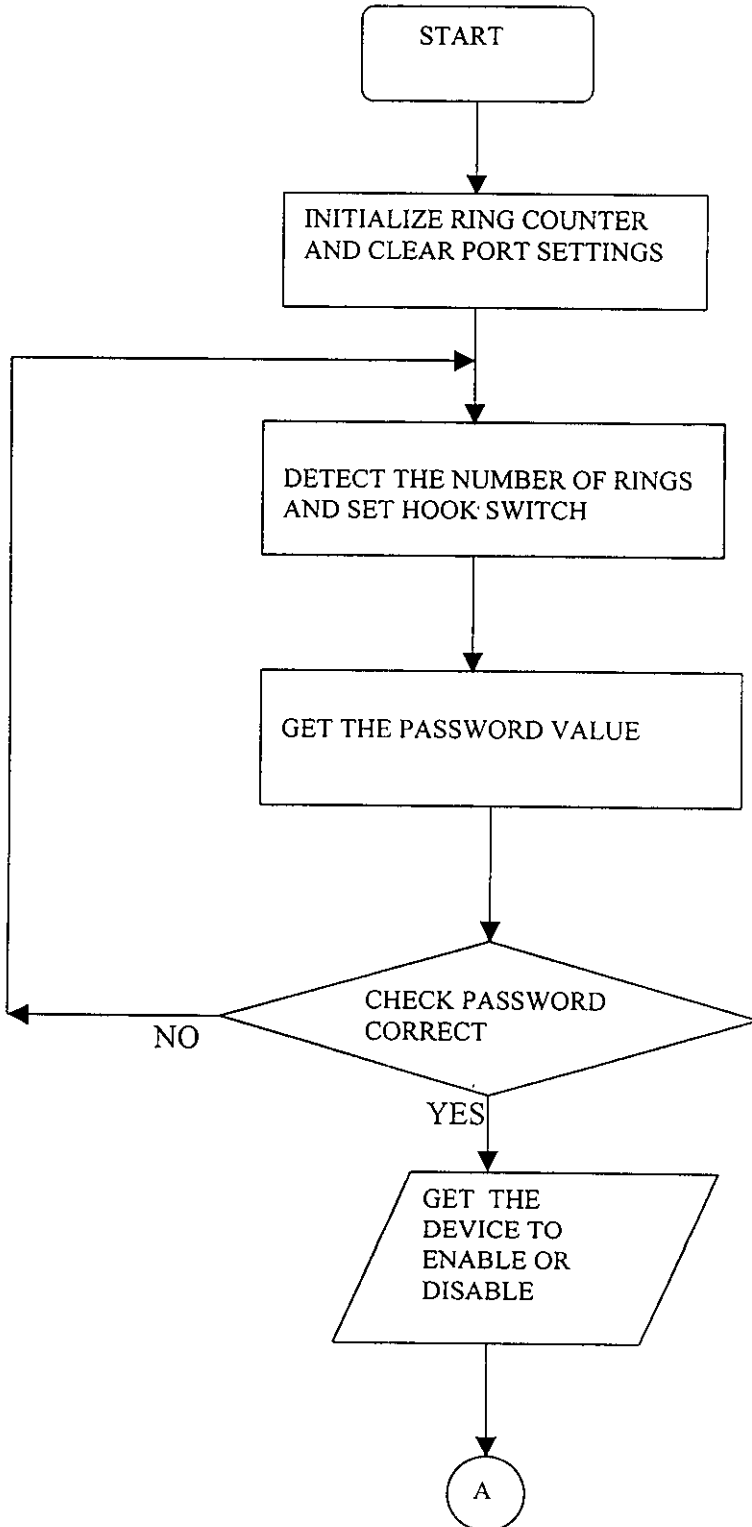 START
INITIALIZE RING COUNTER
AND CLEAR PORT SETTINGS
DETECT THE NUMBER OF RINGS
AND SET HOOK SWITCH
GET THE PASSWORD VALUE
CHECK PASSWORD
CORRECT
NO
YES
GET THE
DEVICE TO
ENABLE OR
DISABLE
A